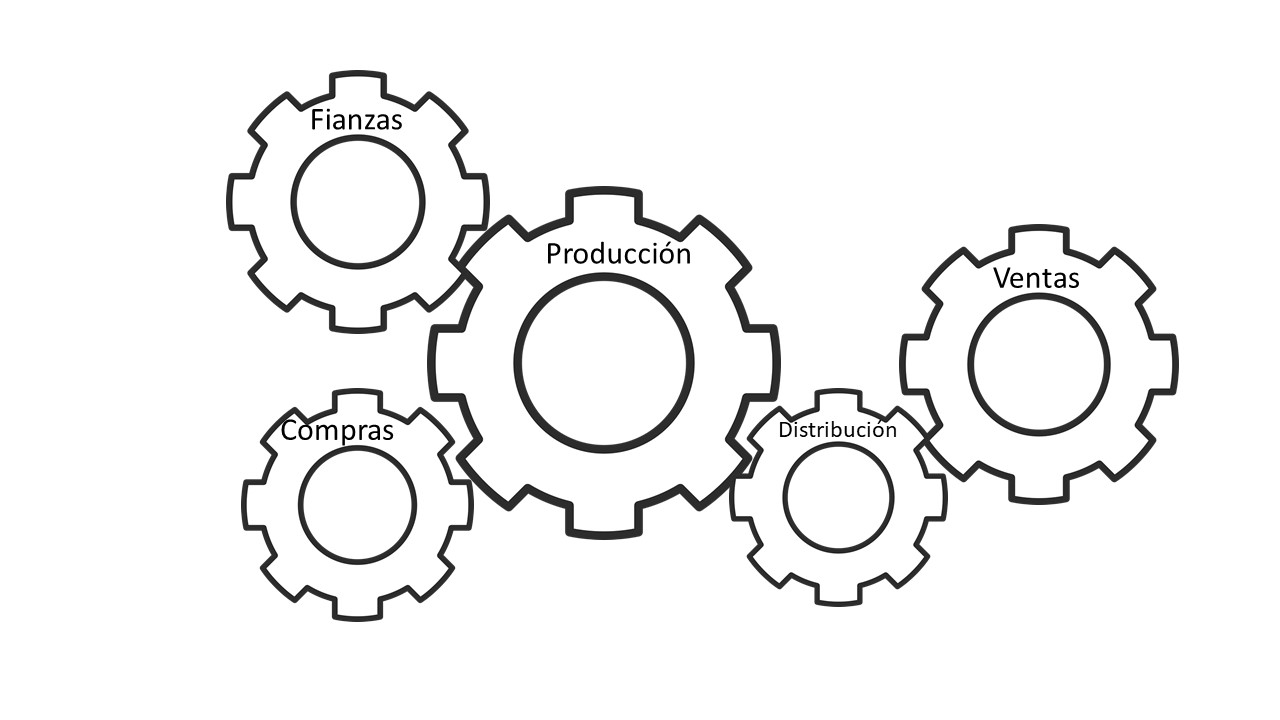 Fianzas
Producción
Ventas
Compras
Distribución